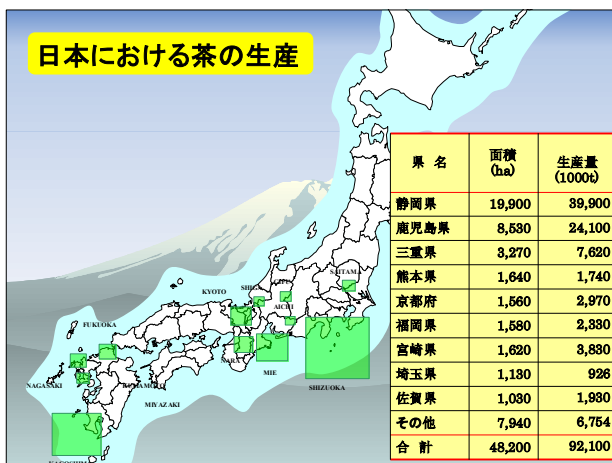 日本における茶の生産
県 名 面積 (ha) 生産量 (1000t)
静岡県 19,900 39,900
鹿児島県 8,530 24,100
三重県 3,270 7,620
熊本県 1,640 1,740
京都府 1,560 2,970
福岡県 1,580 2,330
宮崎県 1,620 3,830
埼玉県 1,130 926
佐賀県 1,030 1,930
その他 7,940 6,754
合 計 48,200 92,100
SAITAMA
KYOTO
SHIGA
AICHI
FUKUOKA
NARA
MIE
SHIZUOKA
NAGASAKI
KUMAMOTO
MIYAZAKI
KAGOSHIMA